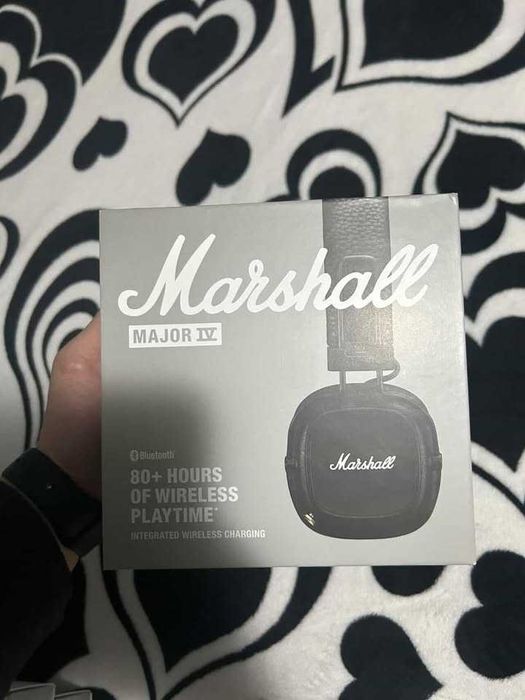 Marshall
MAJOR IV
Bluetooth
80+ HOURS
OF WIRELESS
PLAYTIME*
INTEGRATED WIRELESS CHARGING
Marshall